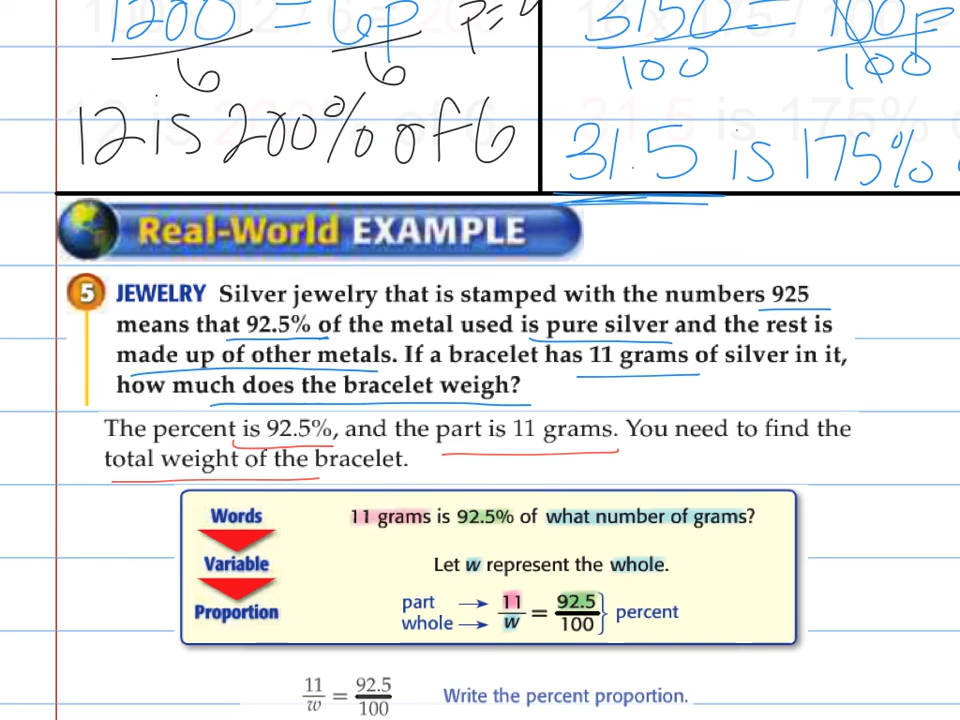 1200 = 6p p=
6 6
12 is 200% of 6
3150 = 100p
100 100
31.5 is 175%
Real-World EXAMPLE
5 JEWELRY Silver jewelry that is stamped with the numbers 925
means that 92.5% of the metal used is pure silver and the rest is
made up of other metals. If a bracelet has 11 grams of silver in it,
how much does the bracelet weigh?
The percent is 92.5%, and the part is 11 grams. You need to find the
total weight of the bracelet.
Words 11 grams is 92.5% of what number of grams?
Variable Let w represent the whole.
Proportion
part → 11 = 92.5 } percent
whole → w 100
11 = 92.5 Write the percent proportion.
w 100